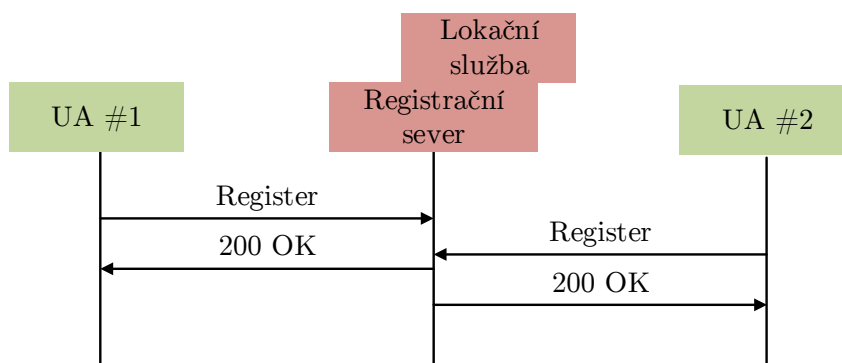 Lokační
služba
UA #1
Registrační
sever
UA #2
Register
200 OK
Register
200 OK